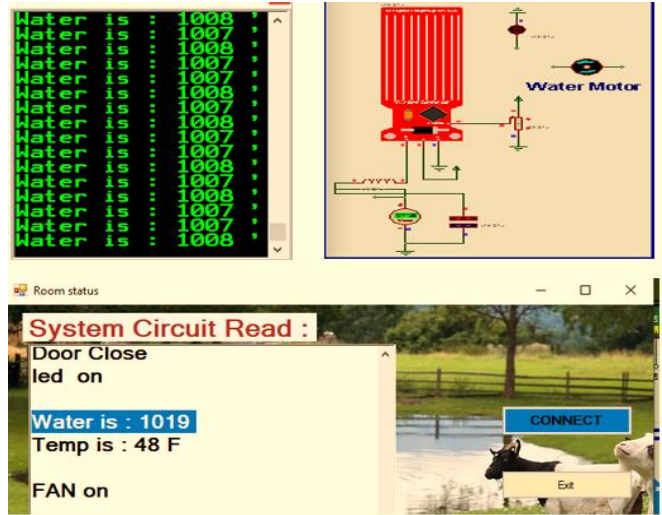 Water is : 1008 '
Water is : 1007 '
Water is : 1008 '
Water is : 1007 '
Water is : 1007 '
Water is : 1008 '
Water is : 1007 '
Water is : 1007 '
Water is : 1007 '
Water is : 1007 '
Water is : 1008 '
Water is : 1007 '
Water is : 1008 '
Water is : 1007 '
Water is : 1007 '
Water is : 1008 '
Water Motor
Room status
System Circuit Read :
Door Close
led on
Water is : 1019
Temp is : 48 F
FAN on
CONNECT
Exit